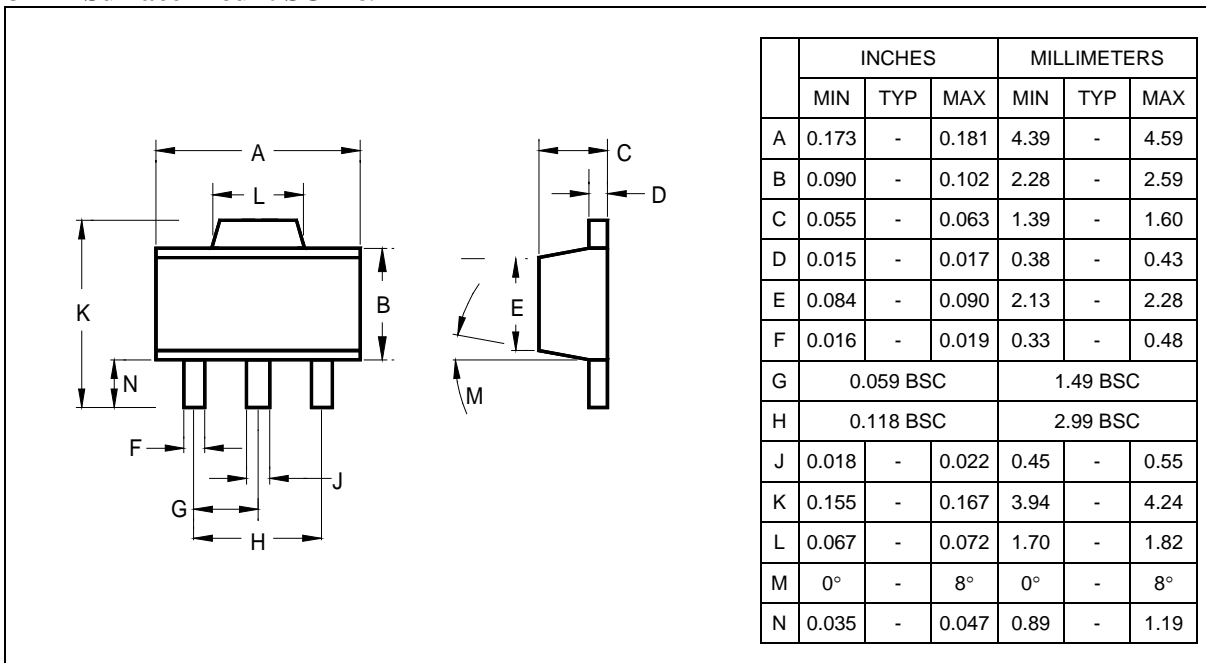 A
L
K
B
N
F
J
G
H
C
D
E
M
INCHES MILLIMETERS
MIN TYP MAX MIN TYP MAX
A 0.173 - 0.181 4.39 - 4.59
B 0.090 - 0.102 2.28 - 2.59
C 0.055 - 0.063 1.39 - 1.60
D 0.015 - 0.017 0.38 - 0.43
E 0.084 - 0.090 2.13 - 2.28
F 0.016 - 0.019 0.33 - 0.48
G 0.059 BSC 1.49 BSC
H 0.118 BSC 2.99 BSC
J 0.018 - 0.022 0.45 - 0.55
K 0.155 - 0.167 3.94 - 4.24
L 0.067 - 0.072 1.70 - 1.82
M 0° - 8° 0° - 8°
N 0.035 - 0.047 0.89 - 1.19